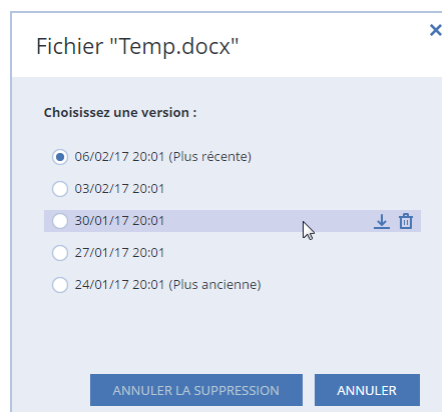 Fichier "Temp.docx"
Choisissez une version :
06/02/17 20:01 (Plus récente)
03/02/17 20:01
30/01/17 20:01
27/01/17 20:01
24/01/17 20:01 (Plus ancienne)
ANNULER LA SUPPRESSION ANNULER